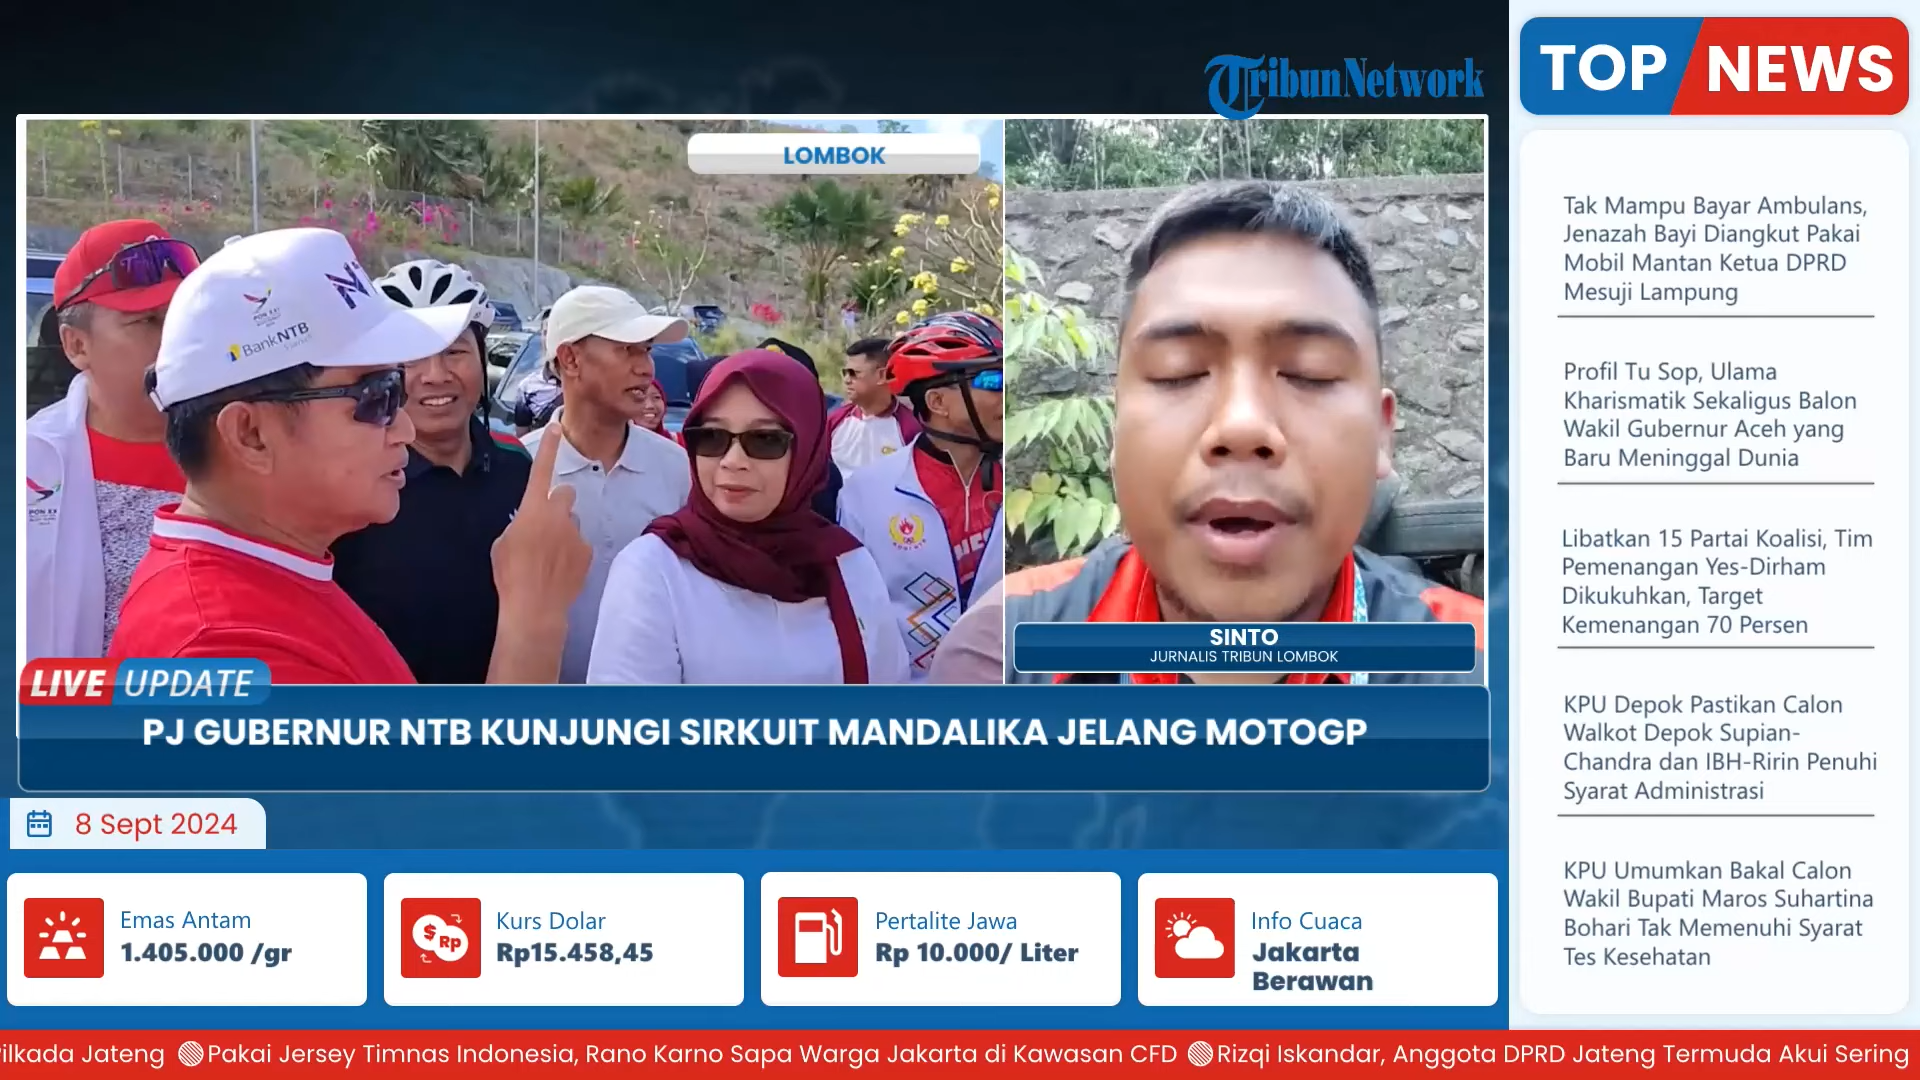 TribunNetwork
TOP NEWS
LOMBOK
PON XXI
BankNTB
SINTO
JURNALIS TRIBUN LOMBOK
LIVE UPDATE
PJ GUBERNUR NTB KUNJUNGI SIRKUIT MANDALIKA JELANG MOTOGP
8 Sept 2024
Emas Antam
1.405.000 /gr
Kurs Dolar
Rp15.458,45
Pertalite Jawa
Rp 10.000/ Liter
Info Cuaca
Jakarta
Berawan
Tak Mampu Bayar Ambulans,
Jenazah Bayi Diangkut Pakai
Mobil Mantan Ketua DPRD
Mesuji Lampung
Profil Tu Sop, Ulama
Kharismatik Sekaligus Balon
Wakil Gubernur Aceh yang
Baru Meninggal Dunia
Libatkan 15 Partai Koalisi, Tim
Pemenangan Yes-Dirham
Dikukuhkan, Target
Kemenangan 70 Persen
KPU Depok Pastikan Calon
Walkot Depok Supian-
Chandra dan IBH-Ririn Penuhi
Syarat Administrasi
KPU Umumkan Bakal Calon
Wakil Bupati Maros Suhartina
Bohari Tak Memenuhi Syarat
Tes Kesehatan
ilkada Jateng Pakai Jersey Timnas Indonesia, Rano Karno Sapa Warga Jakarta di Kawasan CFD Rizqi Iskandar, Anggota DPRD Jateng Termuda Akui Sering